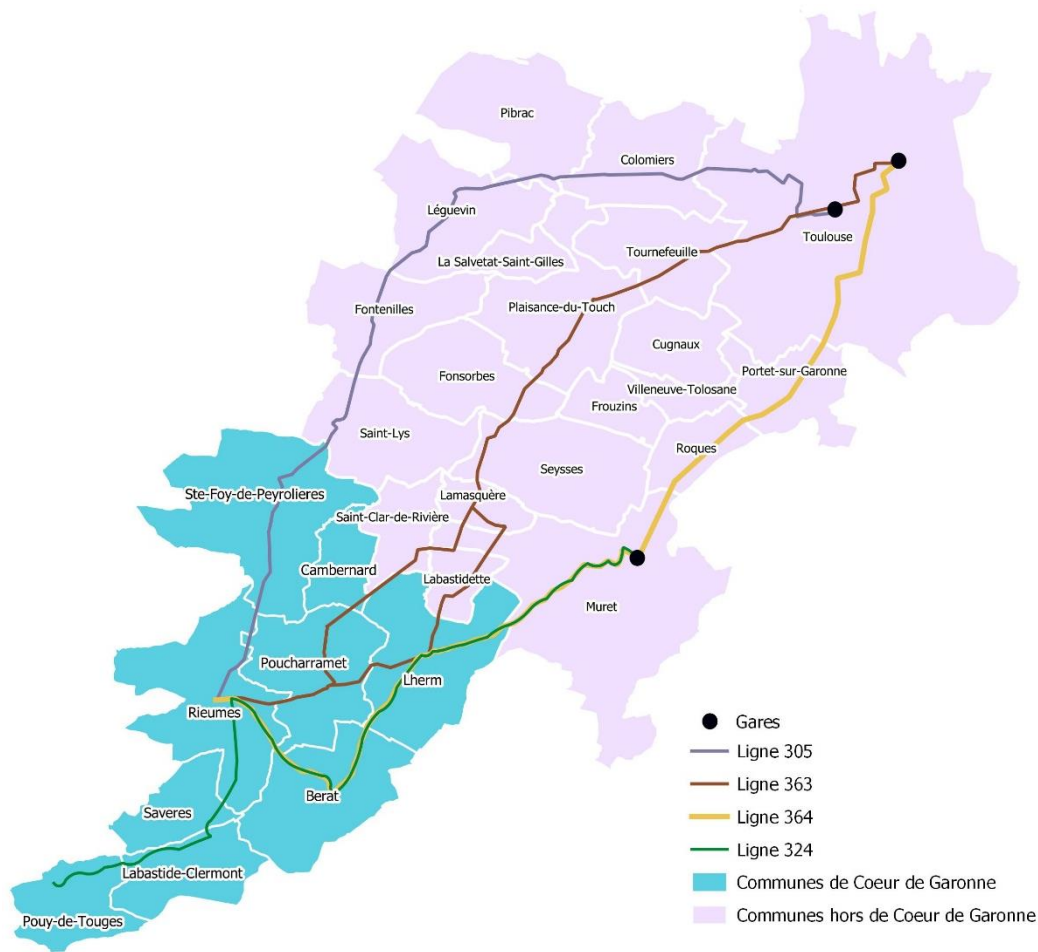 Pibrac
Colomiers
Léguevin
Toulouse
Tournefeuille
La Salvetat-Saint-Gilles
Fontenilles
Plaisance-du-Touch
Cugnaux
Fonsorbes
Portet-sur-Garonne
Villeneuve-Tolosane
Frouzins
Saint-Lys
Roques
Seysses
Ste-Foy-de-Peyrolieres
Lamasquère
Saint-Clar-de-Rivière
Cambernard
Labastidette
Muret
Poucharramet
Lherm
Rieumes
Berat
Saveres
Labastide-Clermont
Pouy-de-Touges
Gares
Ligne 305
Ligne 363
Ligne 364
Ligne 324
Communes de Coeur de Garonne
Communes hors de Coeur de Garonne